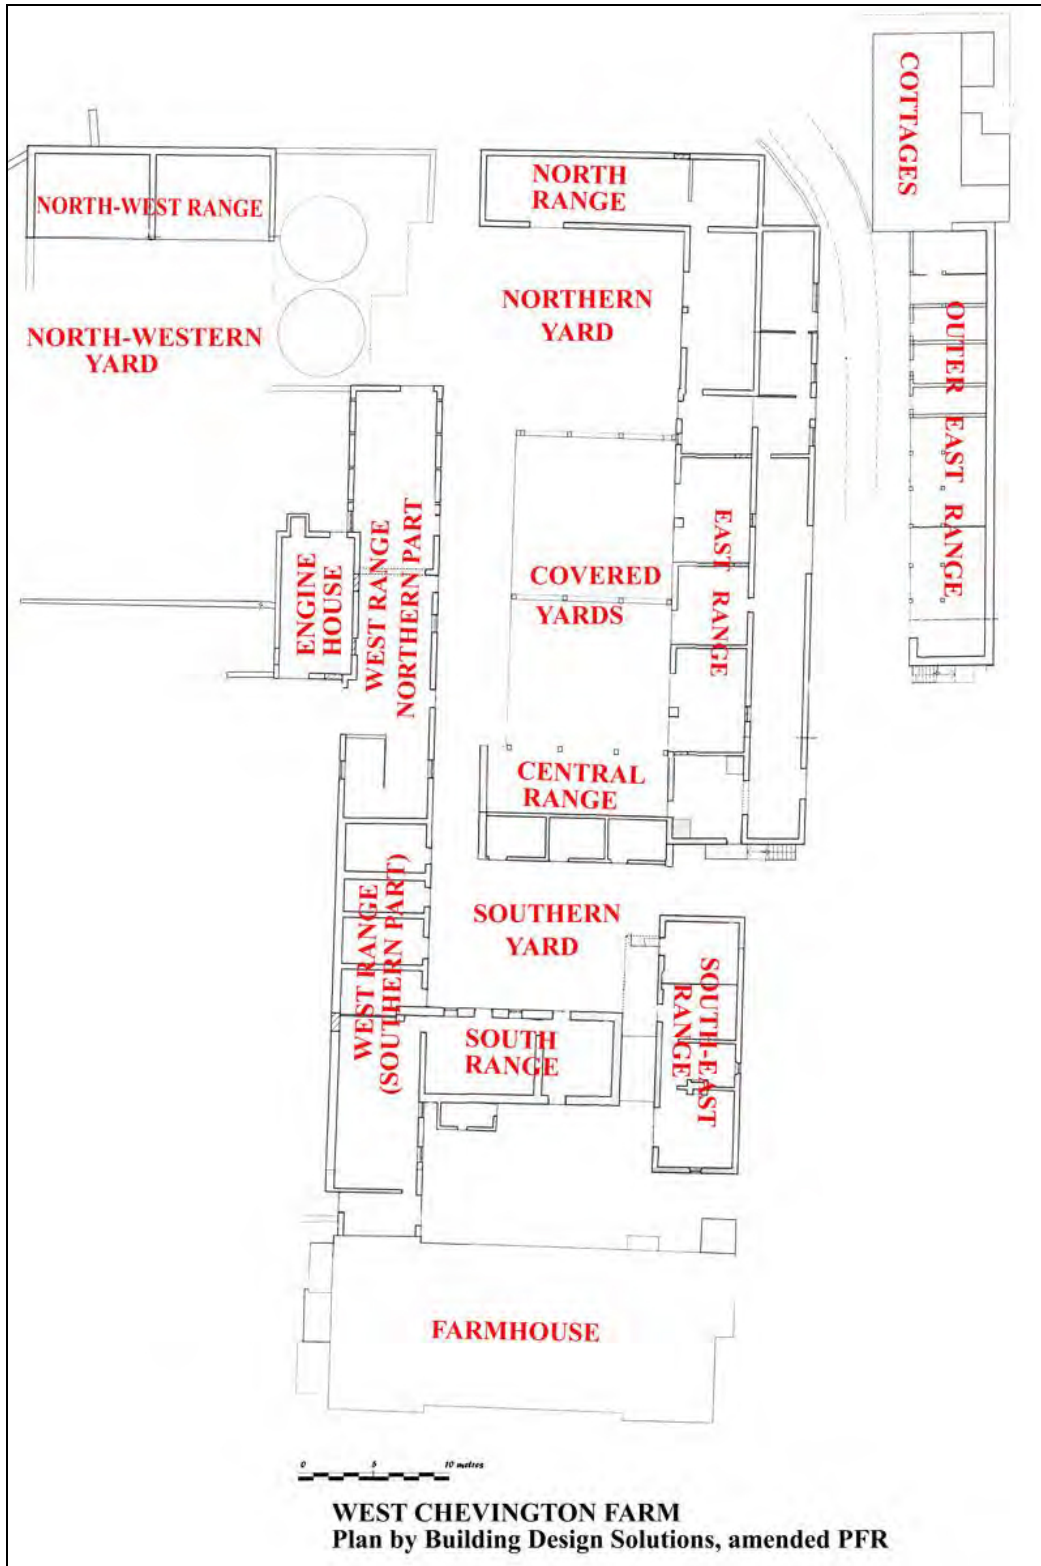 COTTAGES
NORTH
RANGE
NORTH-WEST RANGE
NORTHERN
YARD
NORTH-WESTERN
YARD
OUTER EAST RANGE
WEST RANGE
NORTHERN PART
ENGINE
HOUSE
COVERED
YARDS
EAST RANGE
CENTRAL
RANGE
WEST RANGE
(SOUTHERN PART)
SOUTHERN
YARD
SOUTH-EAST
RANGE
SOUTH
RANGE
FARMHOUSE
0 5 10 metres
WEST CHEVINGTON FARM
Plan by Building Design Solutions, amended PFR